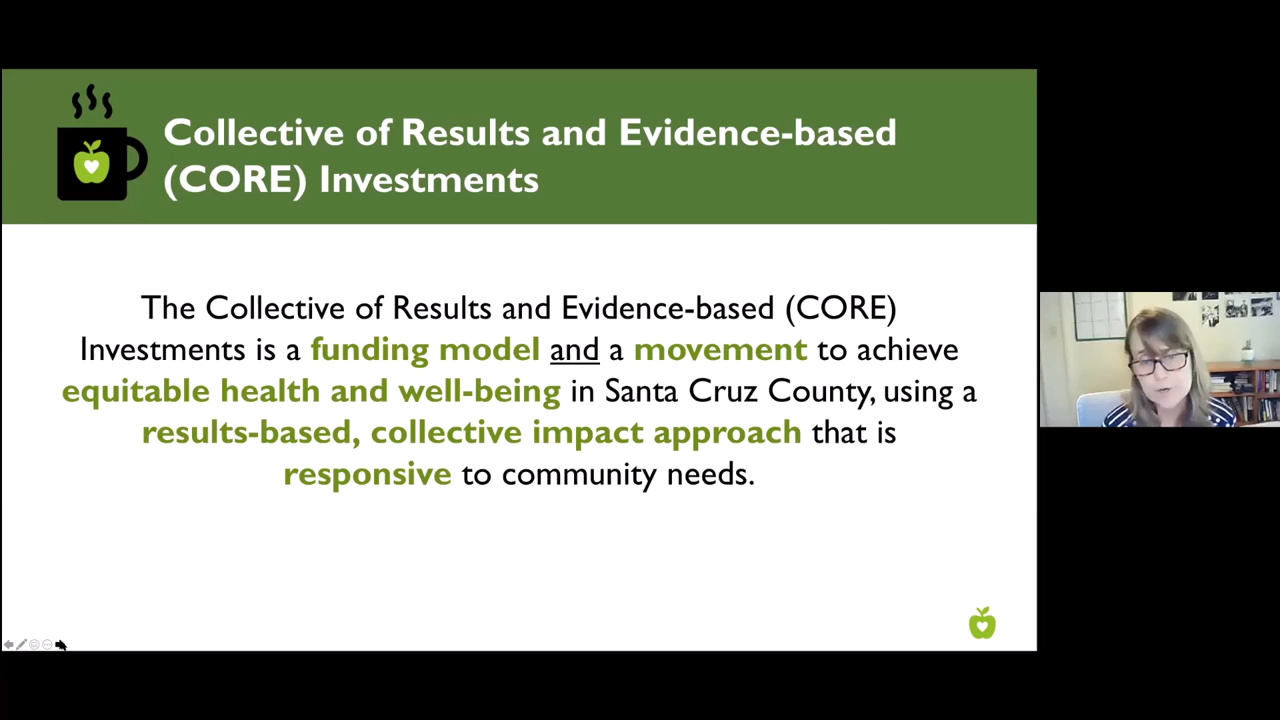 Collective of Results and Evidence-based
(CORE) Investments
The Collective of Results and Evidence-based (CORE)
Investments is a funding model and a movement to achieve
equitable health and well-being in Santa Cruz County, using a
results-based, collective impact approach that is
responsive to community needs.